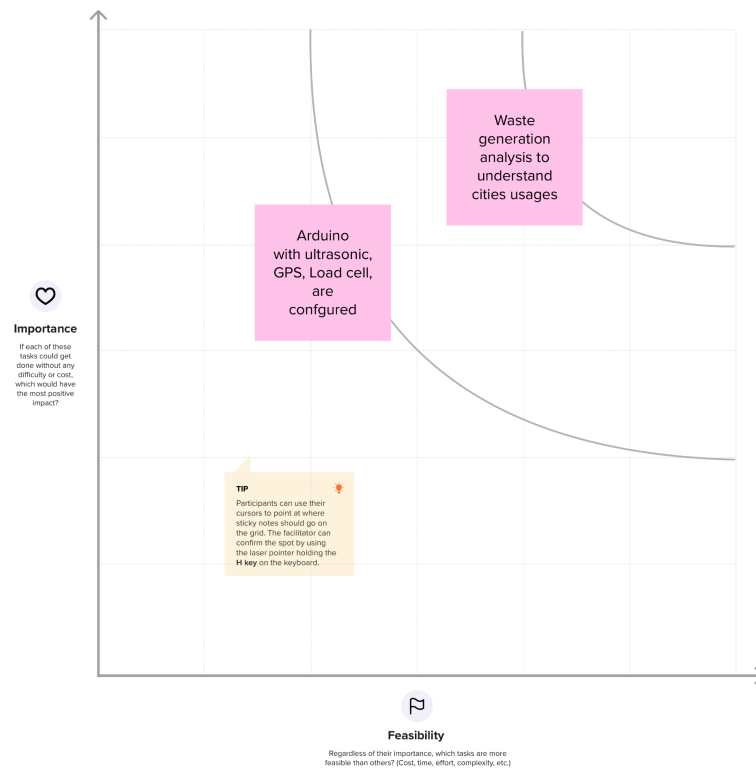 Waste
generation
analysis to
understand
cities usages
Arduino
with ultrasonic,
GPS, Load cell,
are
confgured
Importance
If each of these
tasks could get
done without any
difficulty or cost,
which would have
the most positive
impact?
TIP
Participants can use their
cursors to point at where
sticky notes should go on
the grid. The facilitator can
confirm the spot by using
the laser pointer holding the
H key on the keyboard.
Feasibility
Regardless of their importance, which tasks are more
feasible than others? (Cost, time, effort, complexity, etc.)